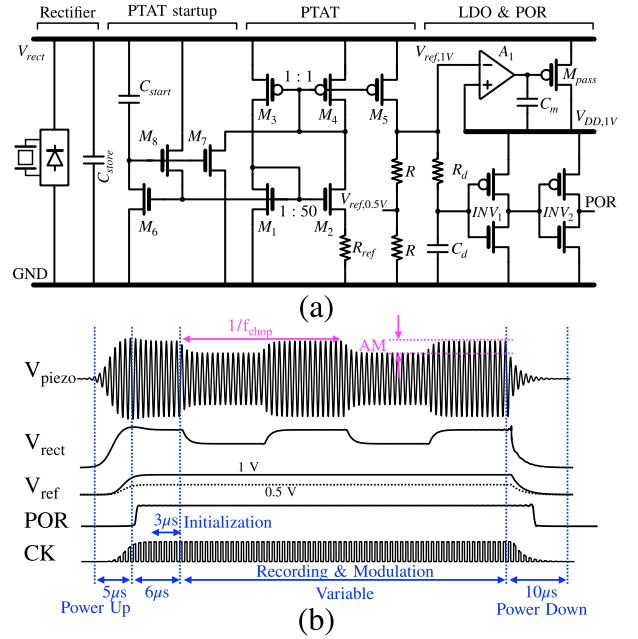 Rectifier PTAT startup PTAT LDO & POR
V_rect
C_start
1 : 1
M_3 M_4 M_5
V_ref,1V
A_1
M_pass
C_m
V_DD,1V
C_store
M_8 M_7
M_6
1 : 50
M_1 M_2
V_ref,0.5V
R_ref
R
R
R_d
C_d
INV_1 INV_2
POR
GND
(a)
1/f_chop
AM
V_piezo
V_rect
V_ref
1 V
0.5 V
POR
3µs Initialization
CK
Recording & Modulation
5µs 6µs Variable 10µs
Power Up Power Down
(b)